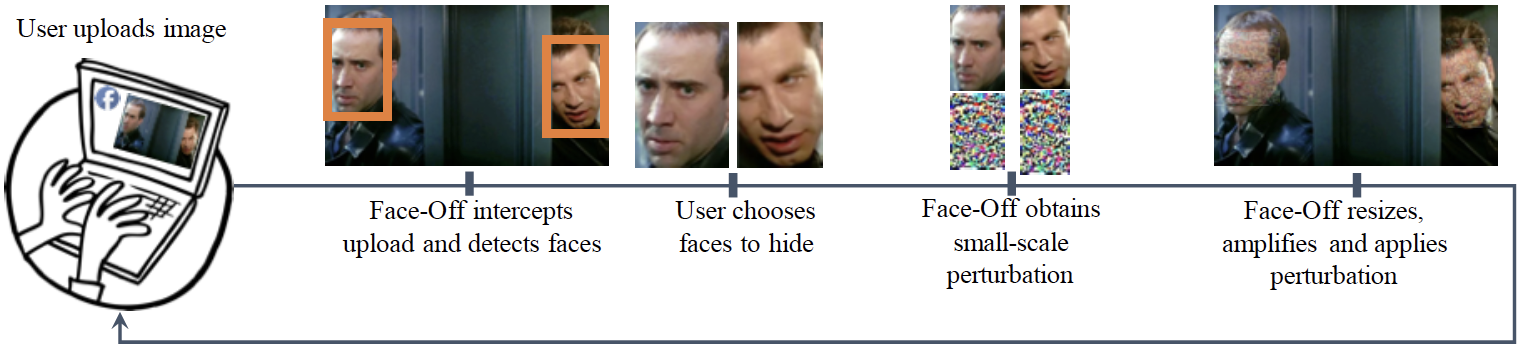 User uploads image
f
Face-Off intercepts
upload and detects faces
User chooses
faces to hide
Face-Off obtains
small-scale
perturbation
Face-Off resizes,
amplifies and applies
perturbation